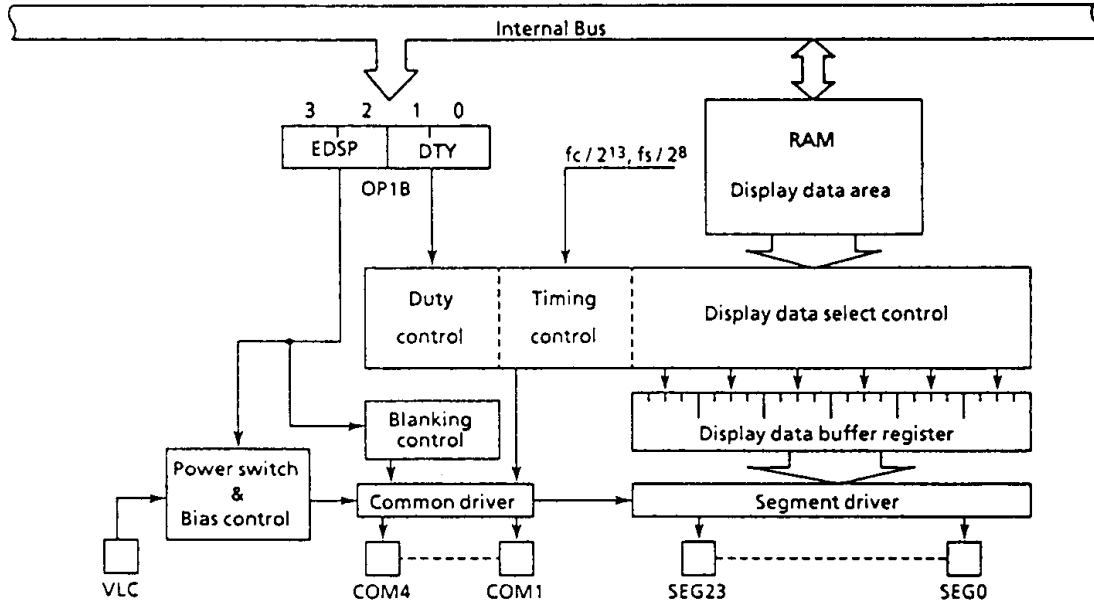 Internal Bus
3 2 1 0
EDSP DTY
OP1B
fc / 2¹³, fs / 2⁸
RAM
Display data area
Duty
control
Timing
control
Display data select control
Blanking
control
Display data buffer register
Power switch
&
Bias control
Common driver
Segment driver
VLC
COM4
COM1
SEG23
SEG0